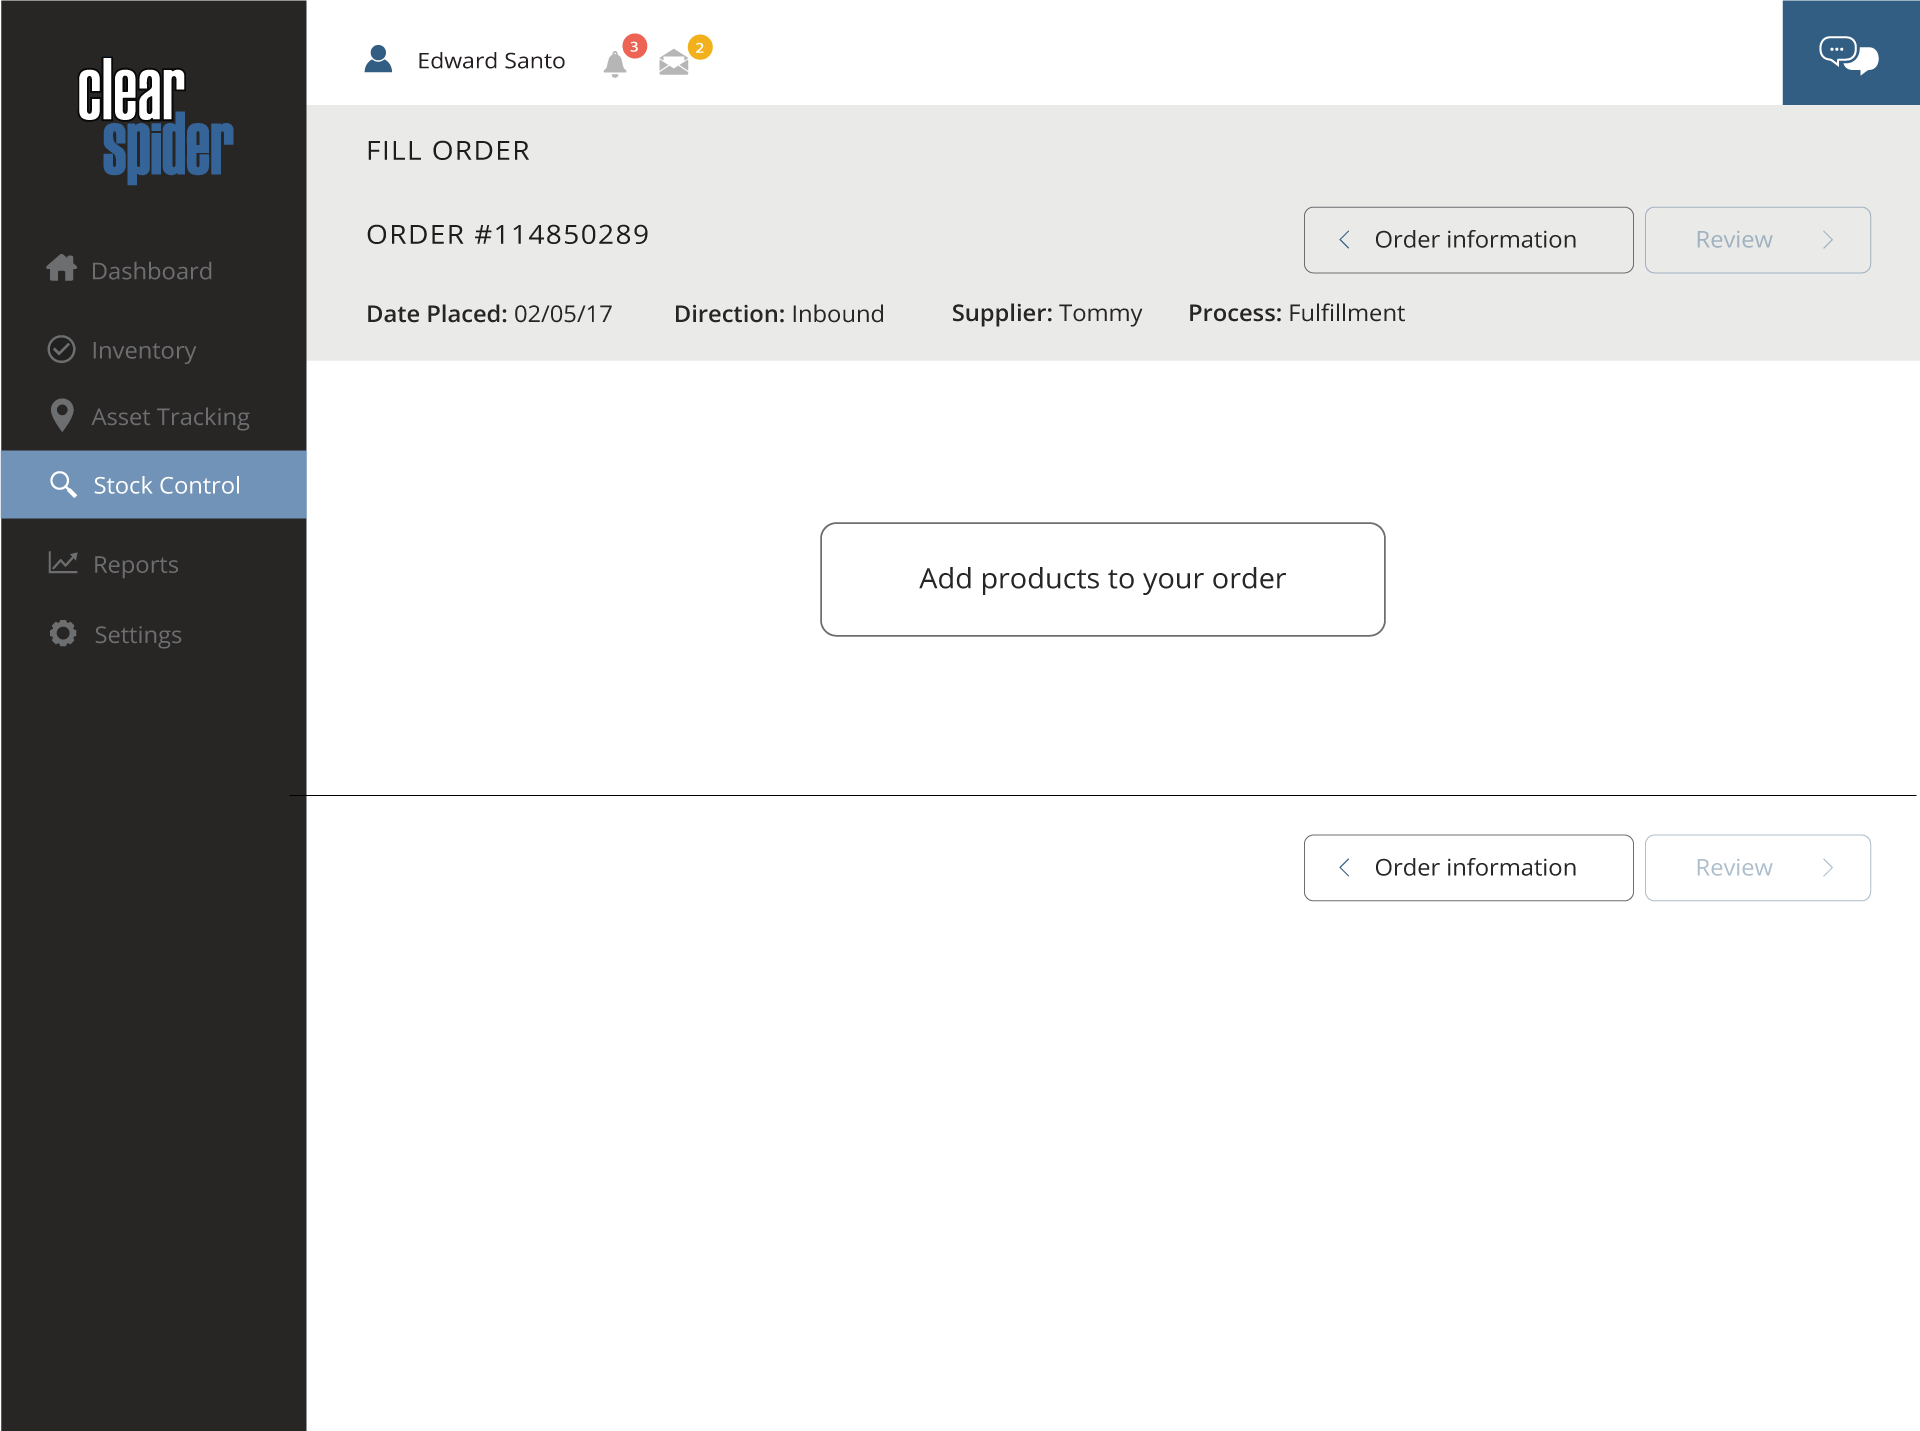 clear
spider
Dashboard
Inventory
Asset Tracking
Stock Control
Reports
Settings
Edward Santo
3
2
FILL ORDER
ORDER #114850289
Order information
Review
Date Placed: 02/05/17 Direction: Inbound Supplier: Tommy Process: Fulfillment
Add products to your order
Order information
Review